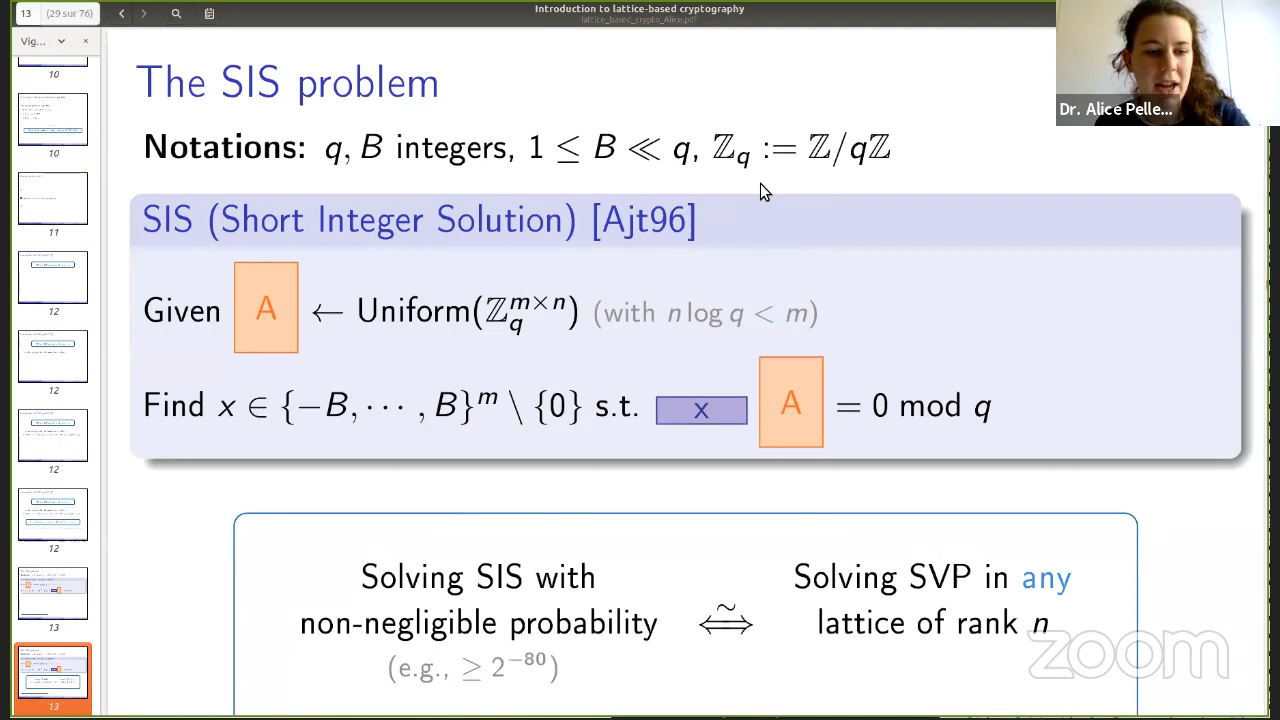 Introduction to lattice-based cryptography
lattice_based_crypto_Alice.pdf
13 (29 sur 76)
Vig...
10
10
11
12
12
12
12
13
13
Dr. Alice Pelle...
The SIS problem
Notations: q, B integers, 1 ≤ B ≪ q, ℤ_q := ℤ/qℤ
SIS (Short Integer Solution) [Ajt96]
Given A ← Uniform(ℤ_q^{m×n}) (with n log q < m)
Find x ∈ {−B, ⋯ , B}^m \ {0} s.t. x A = 0 mod q
Solving SIS with
non-negligible probability
(e.g., ≥ 2^{−80})
⟺ ~
Solving SVP in any
lattice of rank n
zoom